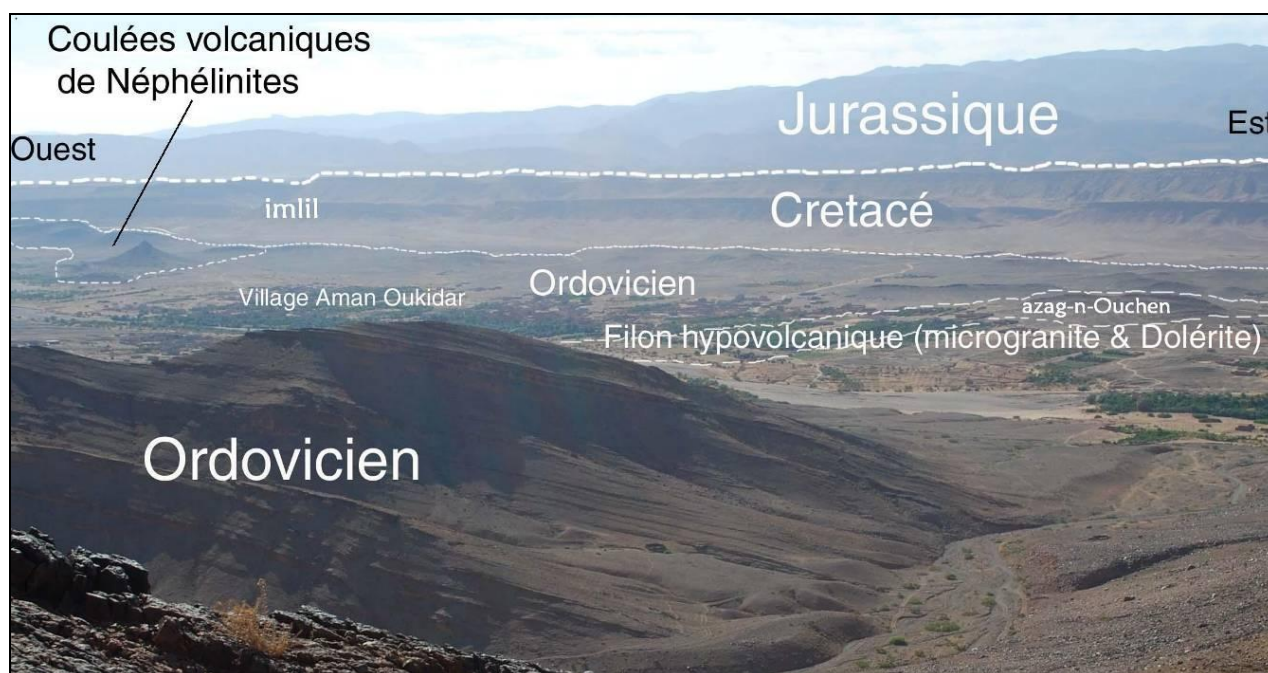 Coulées volcaniques
de Néphélinites
Jurassique
Ouest
Est
imlil
Cretacé
Ordovicien
Village Aman Oukidar
azag-n-Ouchen
Filon hypovolcanique (microgranite & Dolérite)
Ordovicien